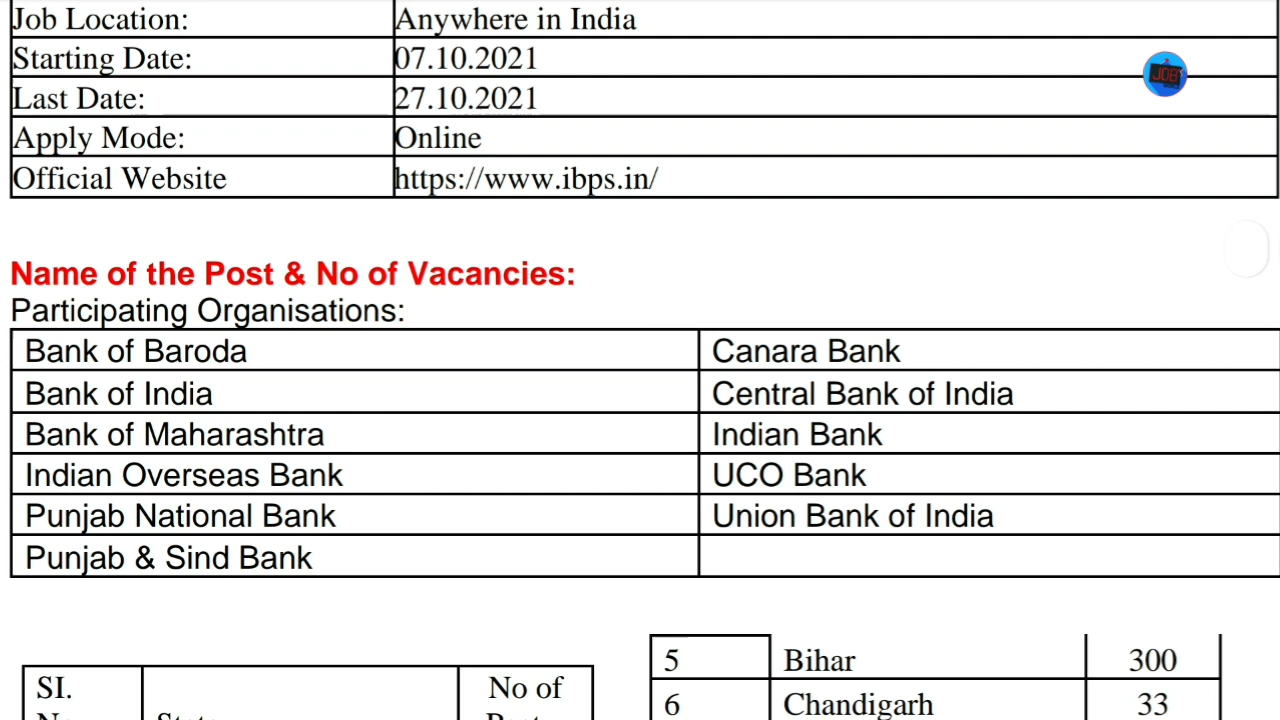 Job Location: Anywhere in India
Starting Date: 07.10.2021
Last Date: 27.10.2021
Apply Mode: Online
Official Website https://www.ibps.in/
JOB
Name of the Post & No of Vacancies:
Participating Organisations:
Bank of Baroda Canara Bank
Bank of India Central Bank of India
Bank of Maharashtra Indian Bank
Indian Overseas Bank UCO Bank
Punjab National Bank Union Bank of India
Punjab & Sind Bank
SI. No of
5 Bihar 300
6 Chandigarh 33